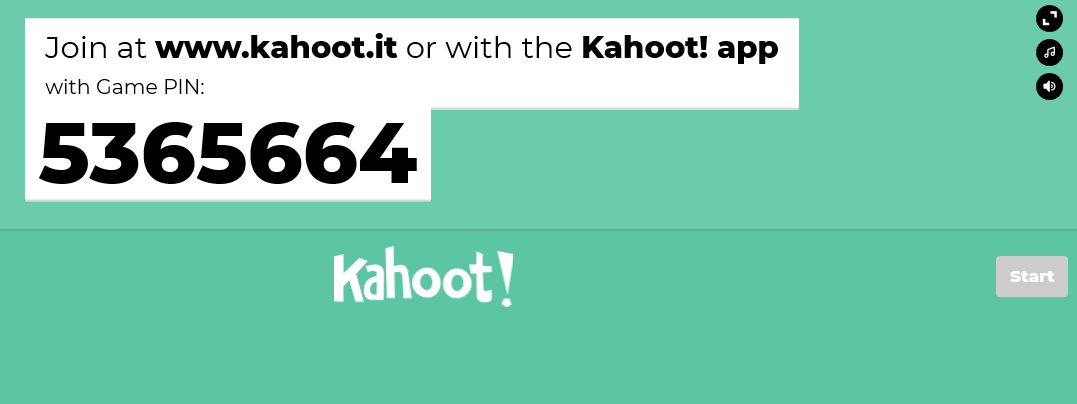 Join at www.kahoot.it or with the Kahoot! app
with Game PIN:
5365664
Kahoot!
Start